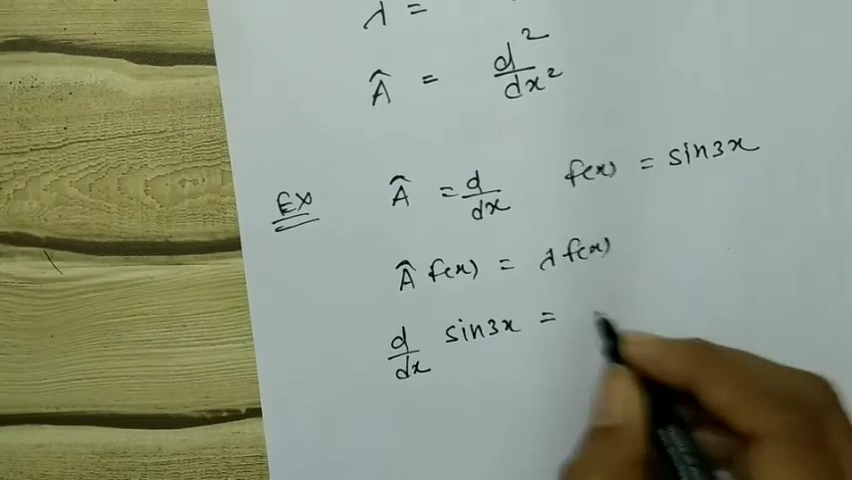 λ =
Â = d²/dx²
Ex Â = d/dx f(x) = sin3x
Â f(x) = λ f(x)
d/dx sin3x =